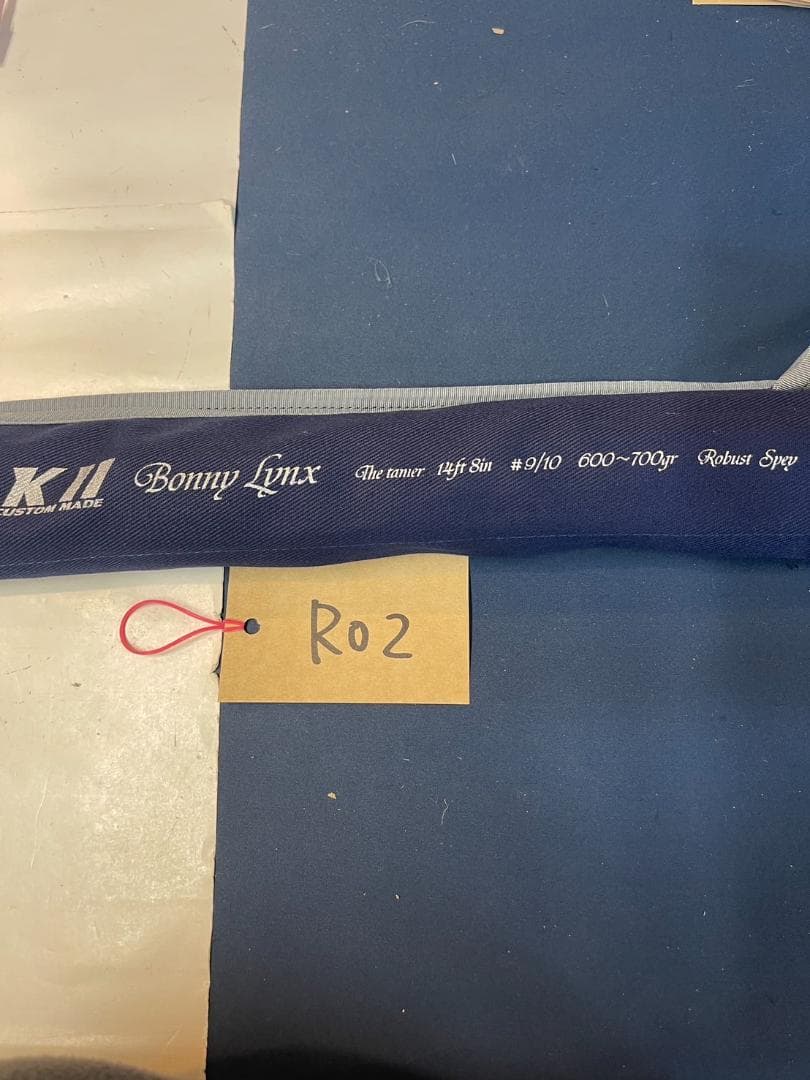 KII Bonny Lynx The tamer 14ft 8in #9/10 600~700gr Robust Spey
CUSTOM MADE
R02